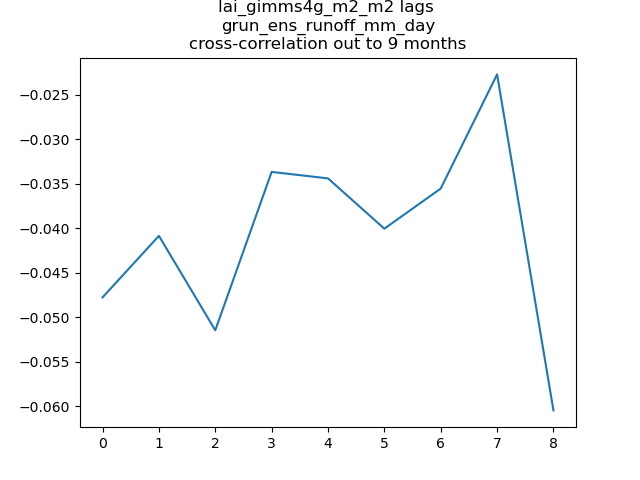 lai_gimms4g_m2_m2 lags
grun_ens_runoff_mm_day
cross-correlation out to 9 months
−0.025
−0.030
−0.035
−0.040
−0.045
−0.050
−0.055
−0.060
0 1 2 3 4 5 6 7 8